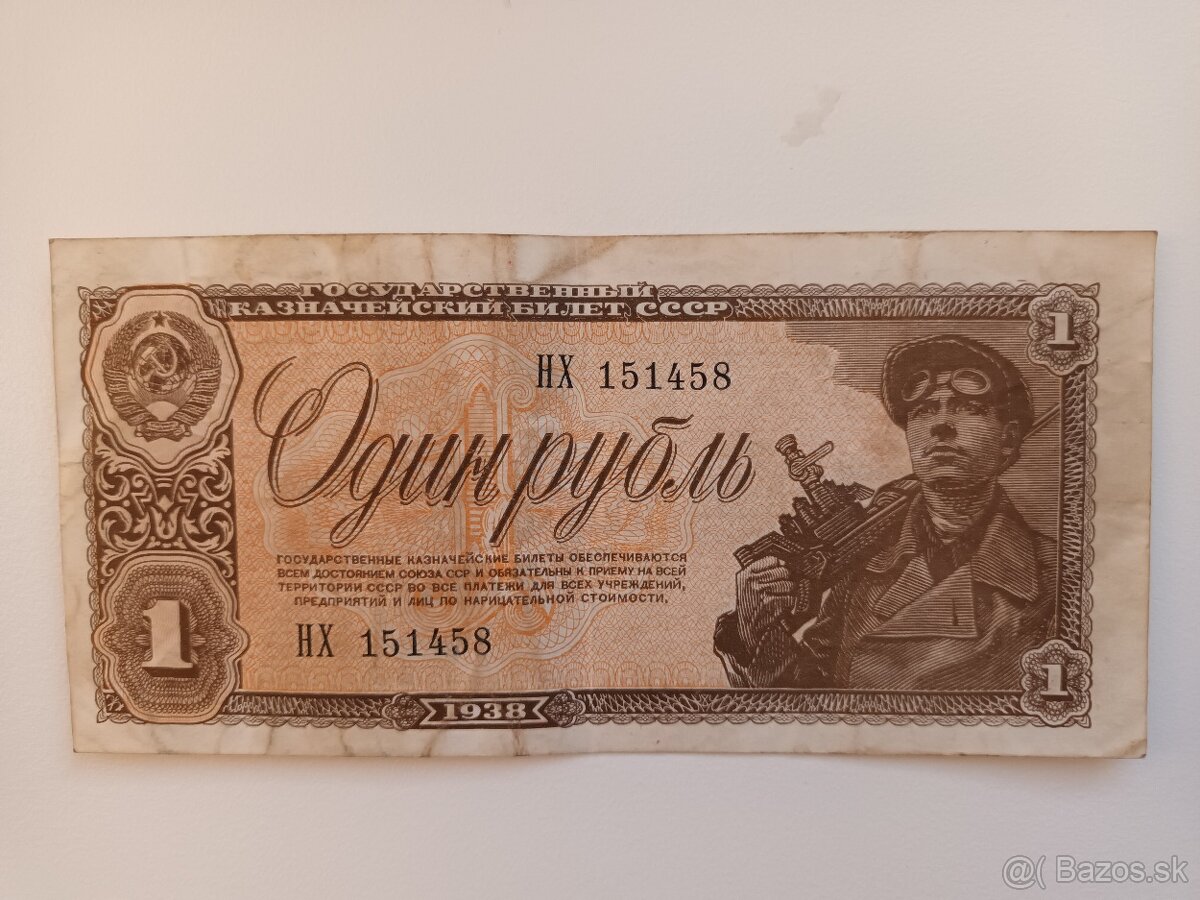 ГОСУДАРСТВЕННЫЙ
КАЗНАЧЕЙСКИЙ БИЛЕТ СССР
1
НХ 151458
Один рубль
ГОСУДАРСТВЕННЫЕ КАЗНАЧЕЙСКИЕ БИЛЕТЫ ОБЕСПЕЧИВАЮТСЯ
ВСЕМ ДОСТОЯНИЕМ СОЮЗА ССР И ОБЯЗАТЕЛЬНЫ К ПРИЕМУ НА ВСЕЙ
ТЕРРИТОРИИ СССР ВО ВСЕ ПЛАТЕЖИ ДЛЯ ВСЕХ УЧРЕЖДЕНИЙ,
ПРЕДПРИЯТИЙ И ЛИЦ ПО НАРИЦАТЕЛЬНОЙ СТОИМОСТИ.
1
НХ 151458
1
1938
@( Bazos.sk